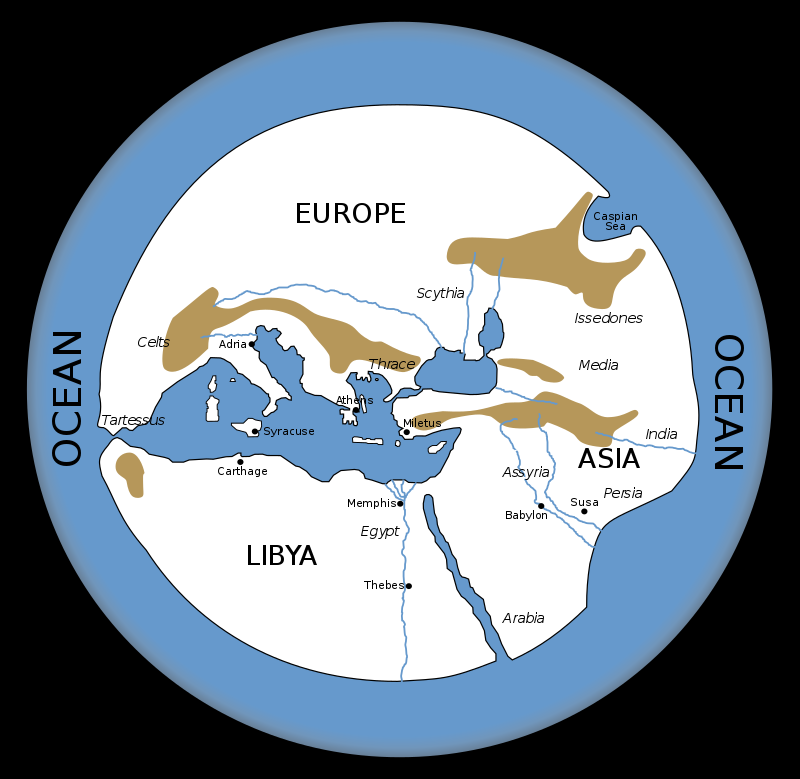 EUROPE
Caspian
Sea
Scythia
Issedones
Celts
Adria
Thrace
Media
OCEAN
OCEAN
Athens
Tartessus
Syracuse
Miletus
India
ASIA
Carthage
Assyria
Persia
Memphis
Susa
Babylon
Egypt
LIBYA
Thebes
Arabia